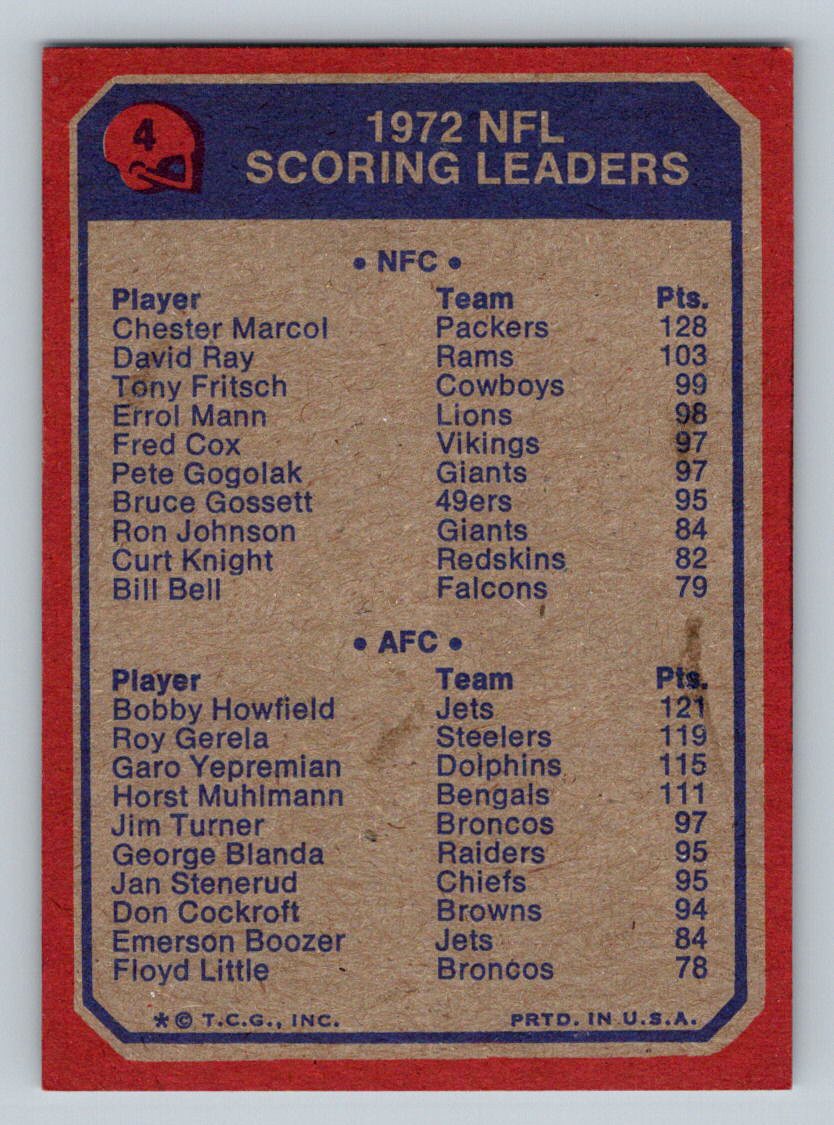 4
1972 NFL
SCORING LEADERS
• NFC •
Player Team Pts.
Chester Marcol Packers 128
David Ray Rams 103
Tony Fritsch Cowboys 99
Errol Mann Lions 98
Fred Cox Vikings 97
Pete Gogolak Giants 97
Bruce Gossett 49ers 95
Ron Johnson Giants 84
Curt Knight Redskins 82
Bill Bell Falcons 79
• AFC •
Player Team Pts.
Bobby Howfield Jets 121
Roy Gerela Steelers 119
Garo Yepremian Dolphins 115
Horst Muhlmann Bengals 111
Jim Turner Broncos 97
George Blanda Raiders 95
Jan Stenerud Chiefs 95
Don Cockroft Browns 94
Emerson Boozer Jets 84
Floyd Little Broncos 78
*© T.C.G., INC. PRTD. IN U.S.A.